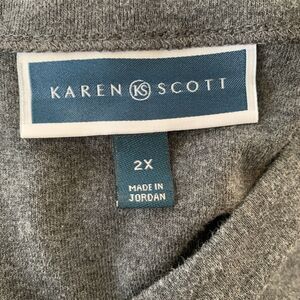 KAREN KS SCOTT
2X
MADE IN
JORDAN